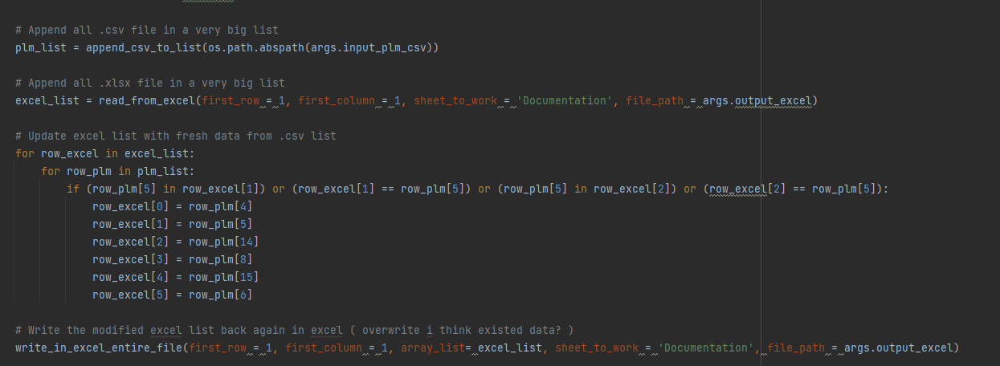 # Append all .csv file in a very big list
plm_list = append_csv_to_list(os.path.abspath(args.input_plm_csv))
# Append all .xlsx file in a very big list
excel_list = read_from_excel(first_row = 1, first_column = 1, sheet_to_work = 'Documentation', file_path = args.output_excel)
# Update excel list with fresh data from .csv list
for row_excel in excel_list:
    for row_plm in plm_list:
        if (row_plm[5] in row_excel[1]) or (row_excel[1] == row_plm[5]) or (row_plm[5] in row_excel[2]) or (row_excel[2] == row_plm[5]):
            row_excel[0] = row_plm[4]
            row_excel[1] = row_plm[5]
            row_excel[2] = row_plm[14]
            row_excel[3] = row_plm[8]
            row_excel[4] = row_plm[15]
            row_excel[5] = row_plm[6]
# Write the modified excel list back again in excel ( overwrite i think existed data? )
write_in_excel_entire_file(first_row = 1, first_column = 1, array_list= excel_list, sheet_to_work = 'Documentation', file_path = args.output_excel)